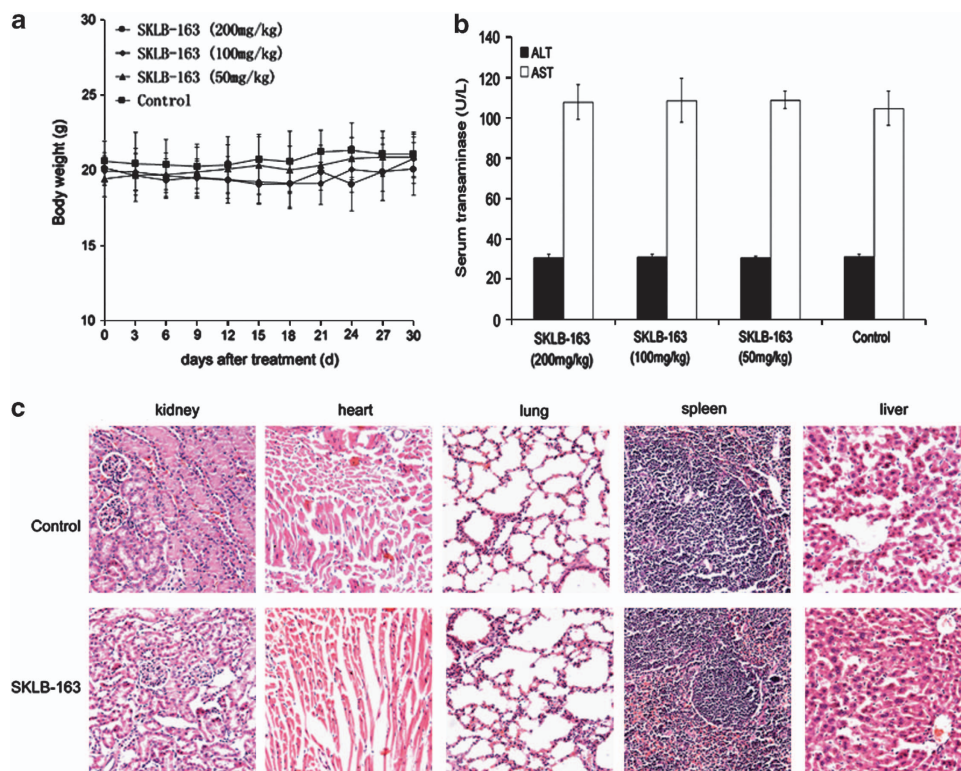 a
30
25
20
15
10
Body weight (g)
SKLB-163 (200mg/kg)
SKLB-163 (100mg/kg)
SKLB-163 (50mg/kg)
Control
0 3 6 9 12 15 18 21 24 27 30
days after treatment (d)
b
140
120
100
80
60
40
20
0
Serum transaminase (U/L)
ALT
AST
SKLB-163 (200mg/kg)
SKLB-163 (100mg/kg)
SKLB-163 (50mg/kg)
Control
c
kidney heart lung spleen liver
Control
SKLB-163